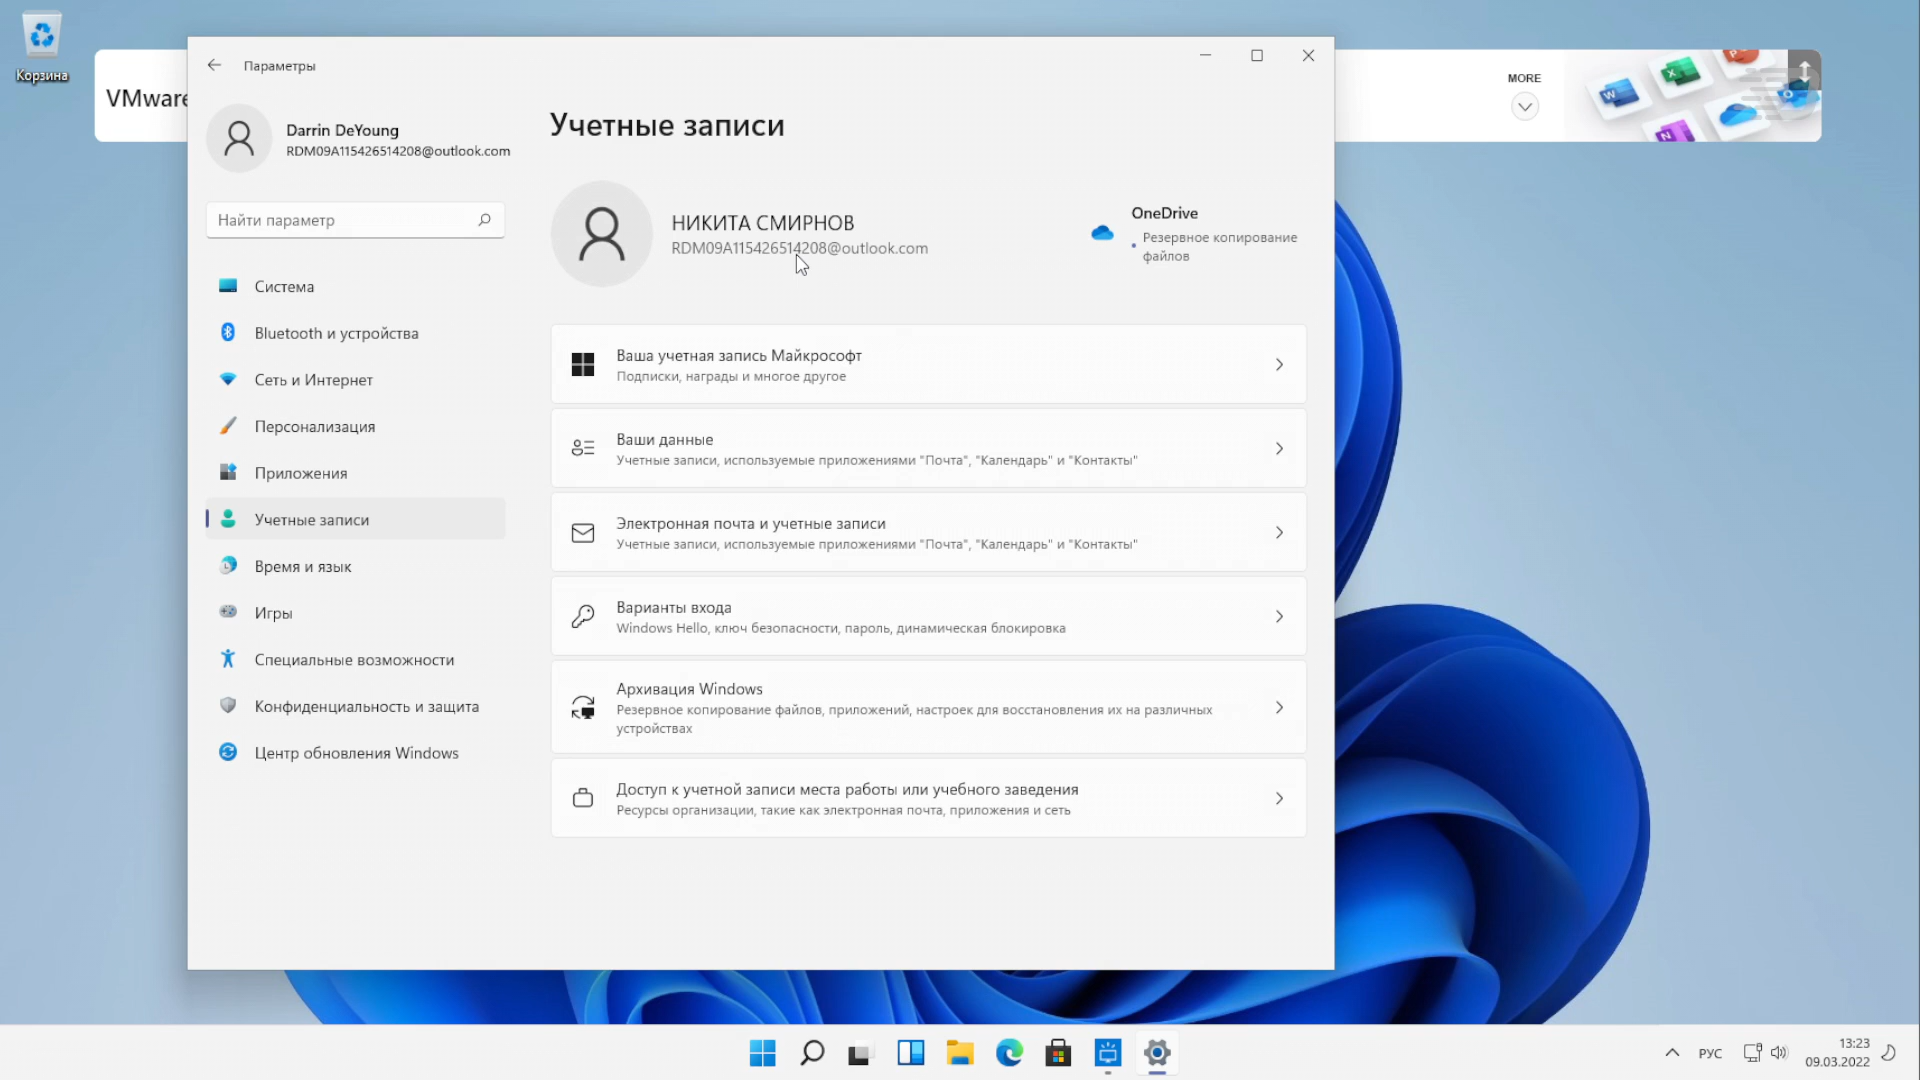 Корзина
VMware
MORE
Параметры
Darrin DeYoung
RDM09A115426514208@outlook.com
Найти параметр
Система
Bluetooth и устройства
Сеть и Интернет
Персонализация
Приложения
Учетные записи
Время и язык
Игры
Специальные возможности
Конфиденциальность и защита
Центр обновления Windows
Учетные записи
НИКИТА СМИРНОВ
RDM09A115426514208@outlook.com
OneDrive
Резервное копирование
файлов
Ваша учетная запись Майкрософт
Подписки, награды и многое другое
Ваши данные
Учетные записи, используемые приложениями "Почта", "Календарь" и "Контакты"
Электронная почта и учетные записи
Учетные записи, используемые приложениями "Почта", "Календарь" и "Контакты"
Варианты входа
Windows Hello, ключ безопасности, пароль, динамическая блокировка
Архивация Windows
Резервное копирование файлов, приложений, настроек для восстановления их на различных
устройствах
Доступ к учетной записи места работы или учебного заведения
Ресурсы организации, такие как электронная почта, приложения и сеть
РУС
13:23
09.03.2022